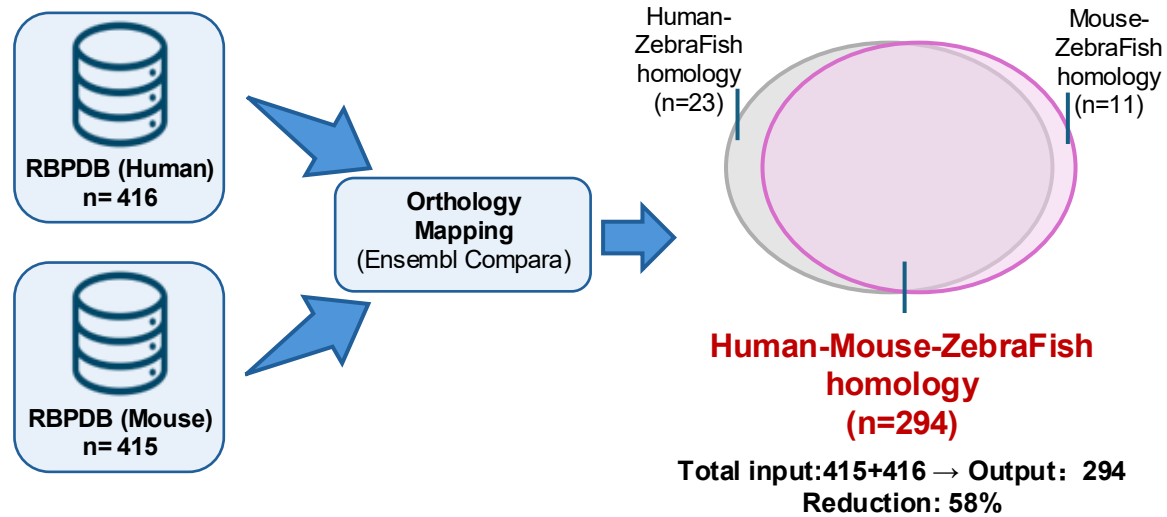 RBPDB (Human)
n= 416
RBPDB (Mouse)
n= 415
Orthology
Mapping
(Ensembl Compara)
Human-
ZebraFish
homology
(n=23)
Mouse-
ZebraFish
homology
(n=11)
Human-Mouse-ZebraFish
homology
(n=294)
Total input:415+416 → Output：294
Reduction: 58%